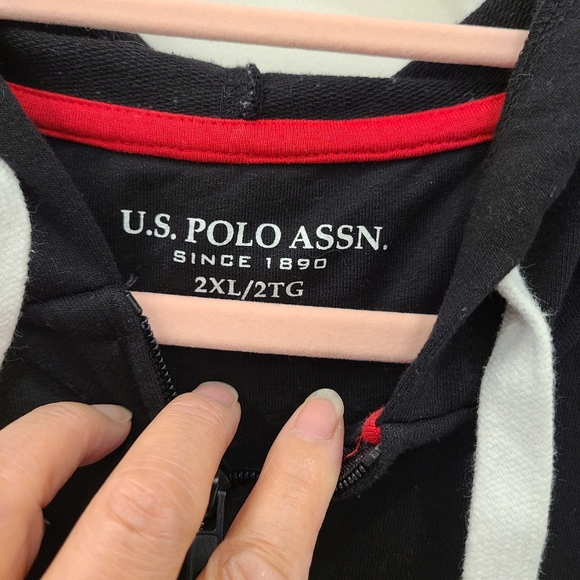 U.S. POLO ASSN.
SINCE 1890
2XL/2TG